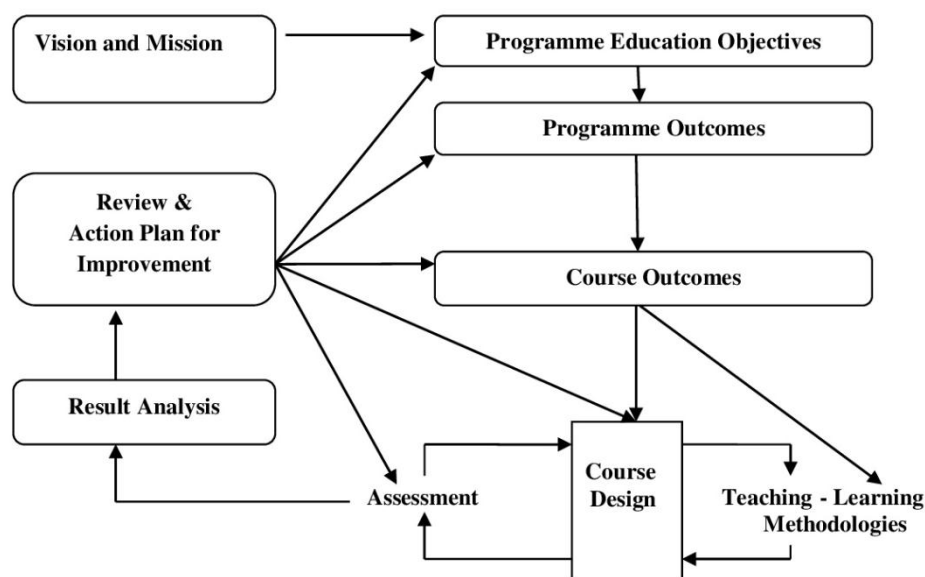 Vision and Mission
Programme Education Objectives
Programme Outcomes
Review &
Action Plan for
Improvement
Course Outcomes
Result Analysis
Assessment
Course
Design
Teaching - Learning
Methodologies